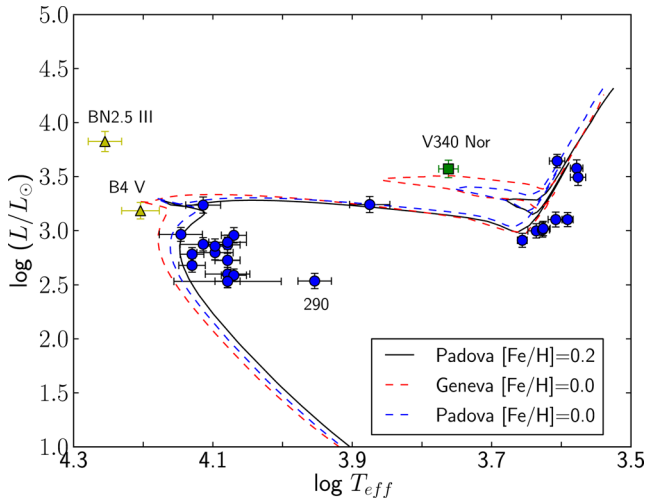 5.0
4.5
4.0
3.5
3.0
2.5
2.0
1.5
1.0
log (L/L⊙)
BN2.5 III
B4 V
V340 Nor
290
Padova [Fe/H]=0.2
Geneva [Fe/H]=0.0
Padova [Fe/H]=0.0
4.3 4.1 3.9 3.7 3.5
log Teff